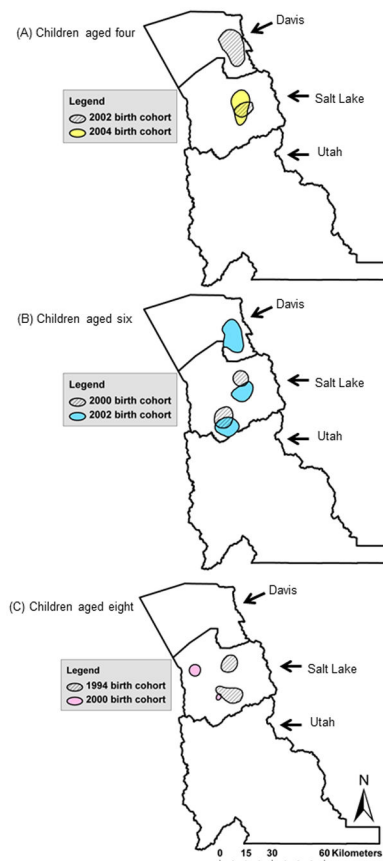 (A) Children aged four
Davis
Legend
2002 birth cohort
2004 birth cohort
Salt Lake
Utah
(B) Children aged six
Davis
Legend
2000 birth cohort
2002 birth cohort
Salt Lake
Utah
(C) Children aged eight
Davis
Legend
1994 birth cohort
2000 birth cohort
Salt Lake
Utah
N
0 15 30 60 Kilometers